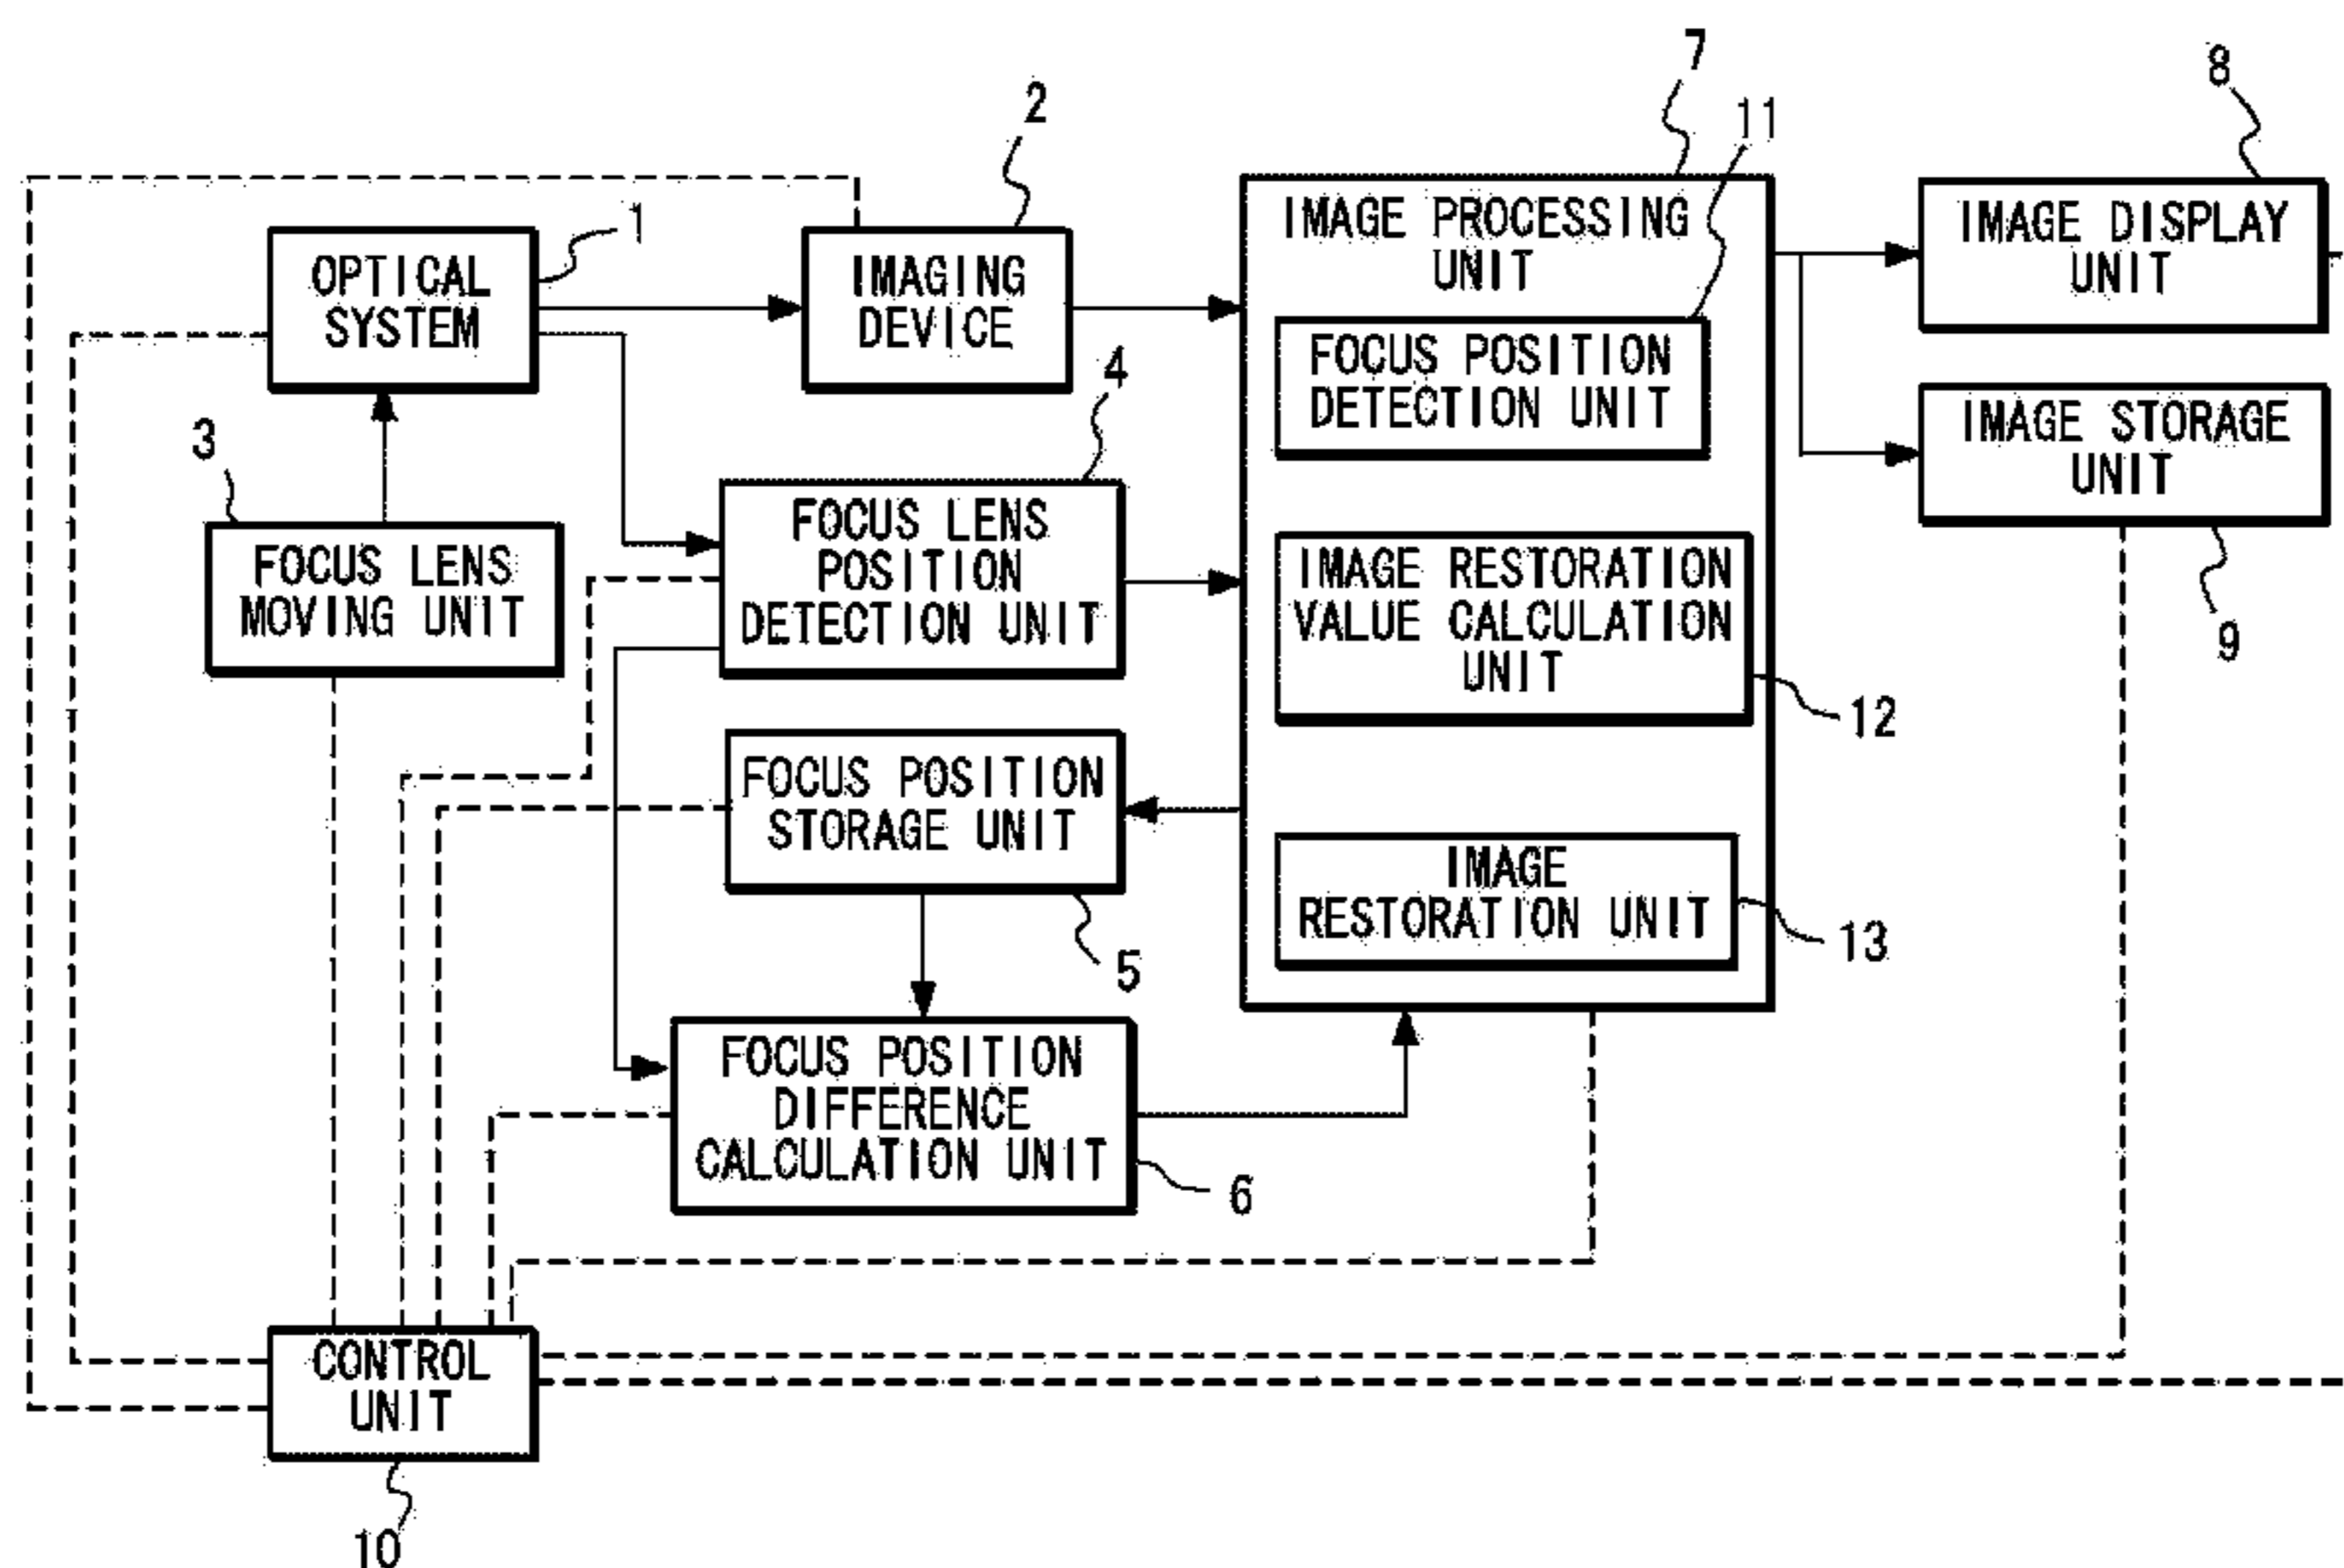 7
8
2
11
1
IMAGE PROCESSING
UNIT
IMAGE DISPLAY
UNIT
OPTICAL
SYSTEM
IMAGING
DEVICE
4
FOCUS POSITION
DETECTION UNIT
3
IMAGE STORAGE
UNIT
FOCUS LENS
MOVING UNIT
FOCUS LENS
POSITION
DETECTION UNIT
IMAGE RESTORATION
VALUE CALCULATION
UNIT
9
12
FOCUS POSITION
STORAGE UNIT
IMAGE
RESTORATION UNIT
13
5
FOCUS POSITION
DIFFERENCE
CALCULATION UNIT
6
CONTROL
UNIT
10